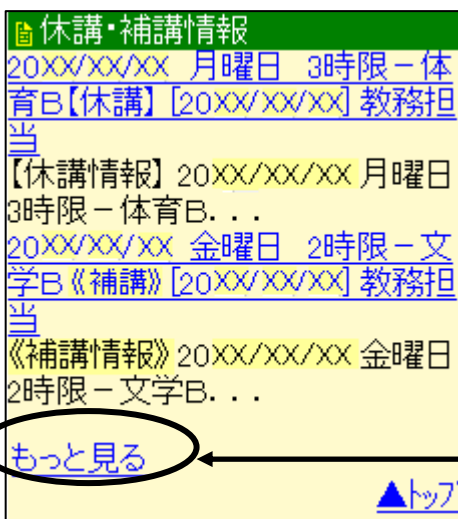 休講・補講情報
20XX/XX/XX 月曜日 3時限－体
育B【休講】 [20XX/XX/XX] 教務担
当
【休講情報】 20XX/XX/XX 月曜日
3時限－体育B...
20XX/XX/XX 金曜日 2時限－文
学B《補講》 [20XX/XX/XX] 教務担
当
《補講情報》 20XX/XX/XX 金曜日
2時限－文学B...
もっと見る
▲トップ